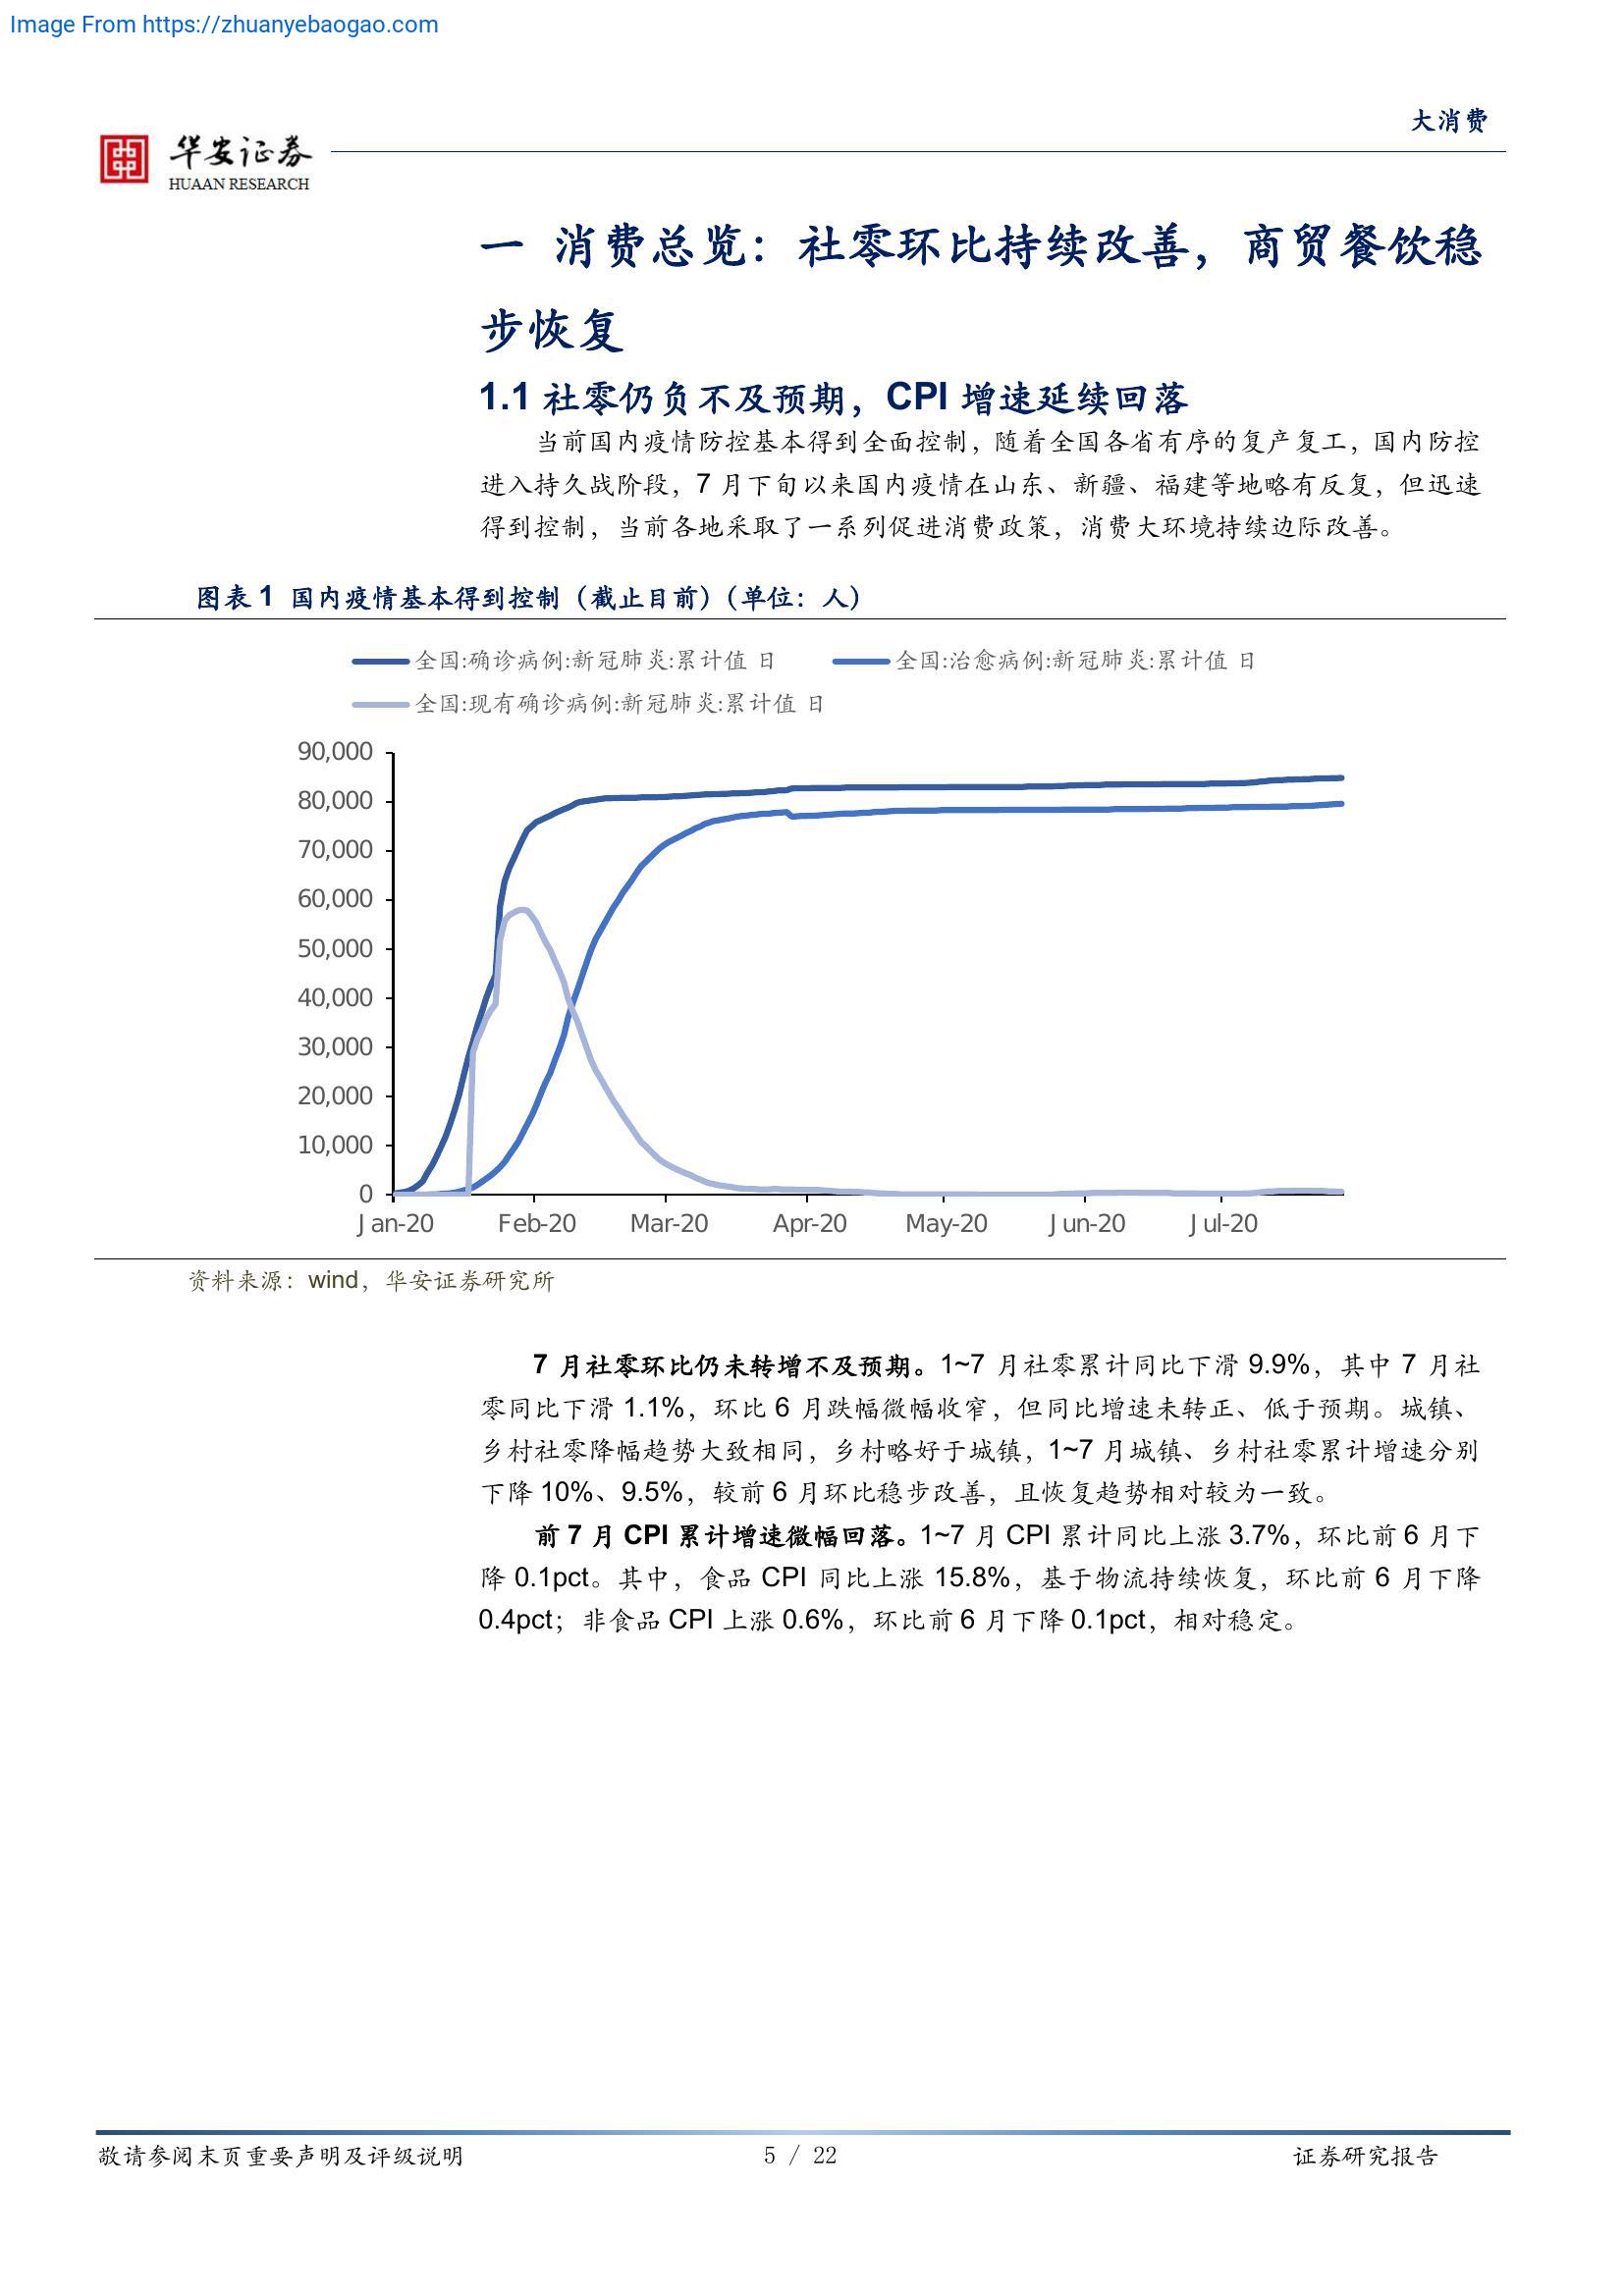 Image From https://zhuanyebaogao.com
大消费
华安证券
HUAAN RESEARCH
一 消费总览：社零环比持续改善，商贸餐饮稳
步恢复
1.1 社零仍负不及预期，CPI 增速延续回落
当前国内疫情防控基本得到全面控制，随着全国各省有序的复产复工，国内防控
进入持久战阶段，7 月下旬以来国内疫情在山东、新疆、福建等地略有反复，但迅速
得到控制，当前各地采取了一系列促进消费政策，消费大环境持续边际改善。
图表 1 国内疫情基本得到控制（截止目前）（单位：人）
全国:确诊病例:新冠肺炎:累计值 日 全国:治愈病例:新冠肺炎:累计值 日
全国:现有确诊病例:新冠肺炎:累计值 日
90,000
80,000
70,000
60,000
50,000
40,000
30,000
20,000
10,000
0
Jan-20 Feb-20 Mar-20 Apr-20 May-20 Jun-20 Jul-20
资料来源：wind，华安证券研究所
7 月社零环比仍未转增不及预期。1~7 月社零累计同比下滑 9.9%，其中 7 月社
零同比下滑 1.1%，环比 6 月跌幅微幅收窄，但同比增速未转正、低于预期。城镇、
乡村社零降幅趋势大致相同，乡村略好于城镇，1~7 月城镇、乡村社零累计增速分别
下降 10%、9.5%，较前 6 月环比稳步改善，且恢复趋势相对较为一致。
前 7 月 CPI 累计增速微幅回落。1~7 月 CPI 累计同比上涨 3.7%，环比前 6 月下
降 0.1pct。其中，食品 CPI 同比上涨 15.8%，基于物流持续恢复，环比前 6 月下降
0.4pct；非食品 CPI 上涨 0.6%，环比前 6 月下降 0.1pct，相对稳定。
敬请参阅末页重要声明及评级说明 5 / 22 证券研究报告